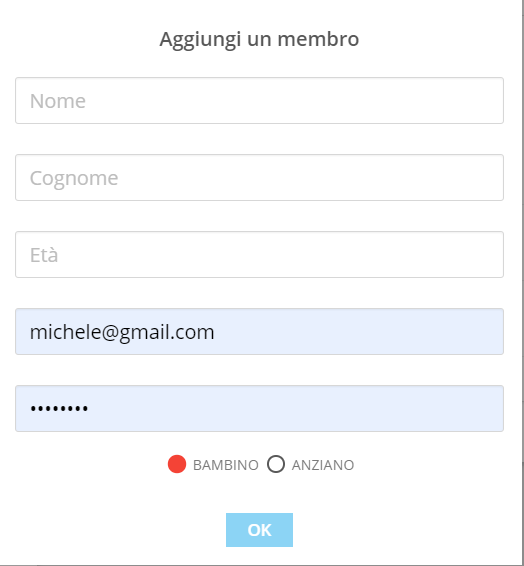 Aggiungi un membro
Nome
Cognome
Età
michele@gmail.com
••••••••
BAMBINO ANZIANO
OK